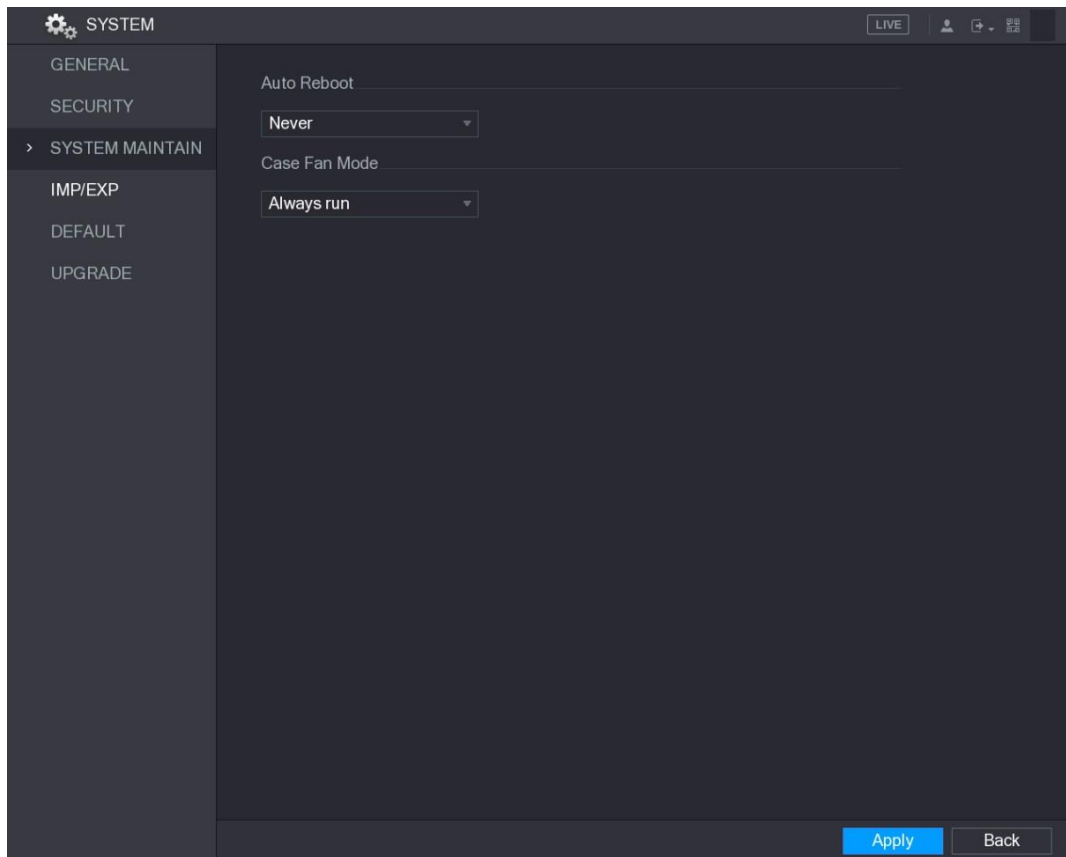 SYSTEM
LIVE
GENERAL
SECURITY
SYSTEM MAINTAIN
IMP/EXP
DEFAULT
UPGRADE
Auto Reboot
Never
Case Fan Mode
Always run
Apply
Back